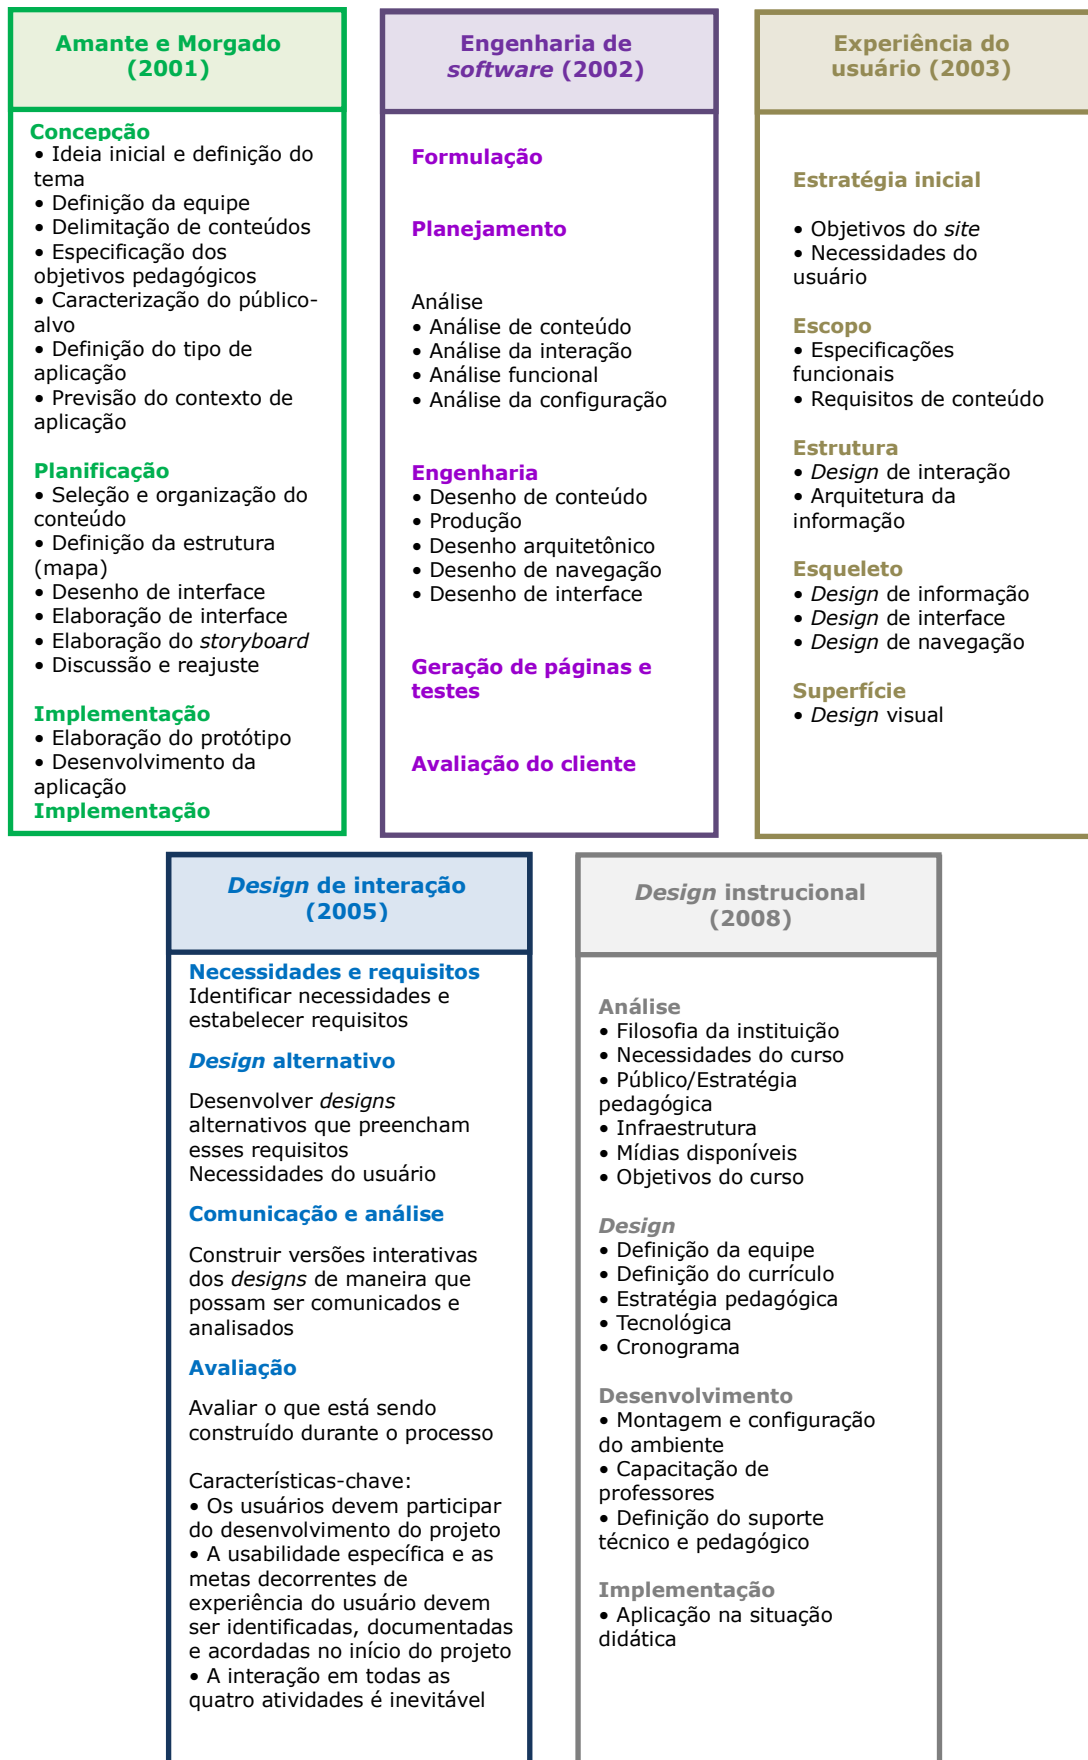 Amante e Morgado
(2001)
Concepção
• Ideia inicial e definição do
tema
• Definição da equipe
• Delimitação de conteúdos
• Especificação dos
objetivos pedagógicos
• Caracterização do público-
alvo
• Definição do tipo de
aplicação
• Previsão do contexto de
aplicação
Planificação
• Seleção e organização do
conteúdo
• Definição da estrutura
(mapa)
• Desenho de interface
• Elaboração de interface
• Elaboração do storyboard
• Discussão e reajuste
Implementação
• Elaboração do protótipo
• Desenvolvimento da
aplicação
Implementação
Engenharia de
software (2002)
Formulação
Planejamento
Análise
• Análise de conteúdo
• Análise da interação
• Análise funcional
• Análise da configuração
Engenharia
• Desenho de conteúdo
• Produção
• Desenho arquitetônico
• Desenho de navegação
• Desenho de interface
Geração de páginas e
testes
Avaliação do cliente
Experiência do
usuário (2003)
Estratégia inicial
• Objetivos do site
• Necessidades do
usuário
Escopo
• Especificações
funcionais
• Requisitos de conteúdo
Estrutura
• Design de interação
• Arquitetura da
informação
Esqueleto
• Design de informação
• Design de interface
• Design de navegação
Superfície
• Design visual
Design de interação
(2005)
Necessidades e requisitos
Identificar necessidades e
estabelecer requisitos
Design alternativo
Desenvolver designs
alternativos que preencham
esses requisitos
Necessidades do usuário
Comunicação e análise
Construir versões interativas
dos designs de maneira que
possam ser comunicados e
analisados
Avaliação
Avaliar o que está sendo
construído durante o processo
Características-chave:
• Os usuários devem participar
do desenvolvimento do projeto
• A usabilidade específica e as
metas decorrentes de
experiência do usuário devem
ser identificadas, documentadas
e acordadas no início do projeto
• A interação em todas as
quatro atividades é inevitável
Design instrucional
(2008)
Análise
• Filosofia da instituição
• Necessidades do curso
• Público/Estratégia
pedagógica
• Infraestrutura
• Mídias disponíveis
• Objetivos do curso
Design
• Definição da equipe
• Definição do currículo
• Estratégia pedagógica
• Tecnológica
• Cronograma
Desenvolvimento
• Montagem e configuração
do ambiente
• Capacitação de
professores
• Definição do suporte
técnico e pedagógico
Implementação
• Aplicação na situação
didática